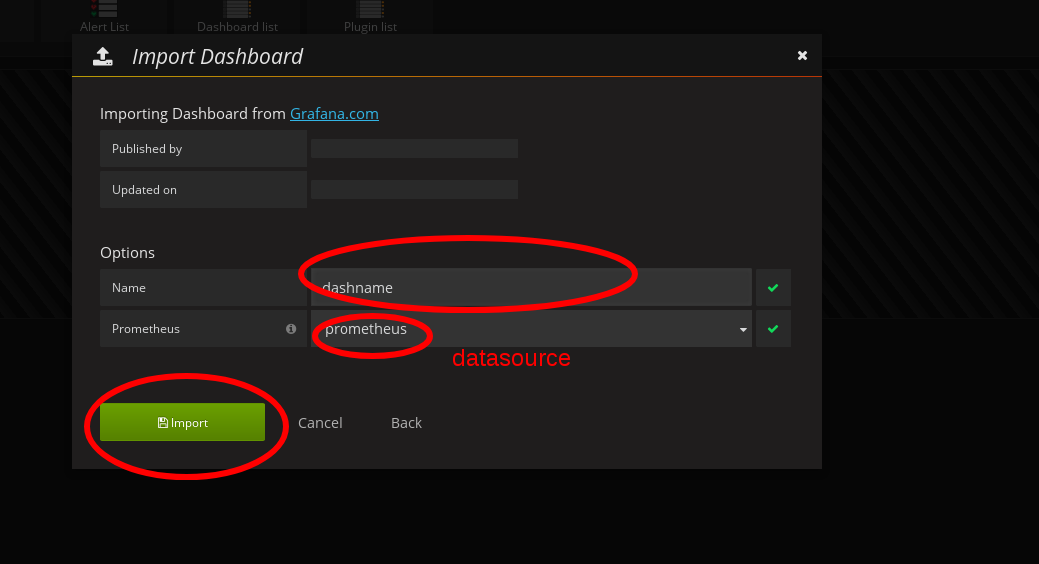 Alert List Dashboard list Plugin list
Import Dashboard
Importing Dashboard from Grafana.com
Published by
Updated on
Options
Name dashname
Prometheus prometheus
datasource
Import Cancel Back